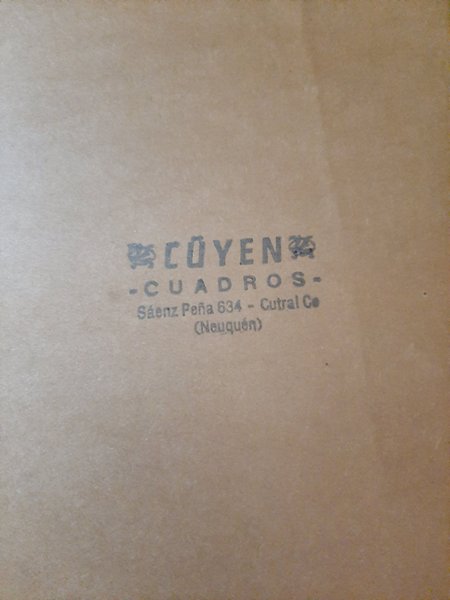 CÜYEN
-CUADROS-
Sáenz Peña 634 - Cutral Co
(Neuquén)